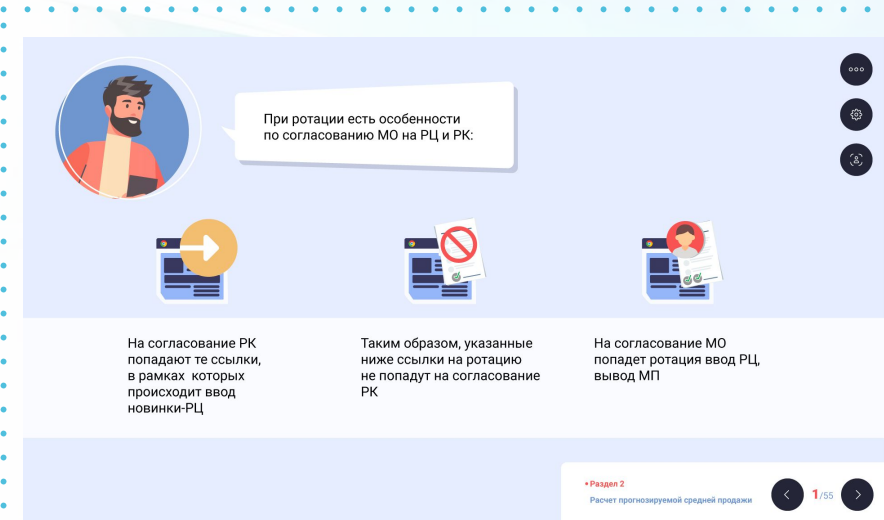 При ротации есть особенности
по согласованию МО на РЦ и РК:
На согласование РК
попадают те ссылки,
в рамках которых
происходит ввод
новинки-РЦ
Таким образом, указанные
ниже ссылки на ротацию
не попадут на согласование
РК
На согласование МО
попадет ротация ввод РЦ,
вывод МП
• Раздел 2
Расчет прогнозируемой средней продажи
1/55